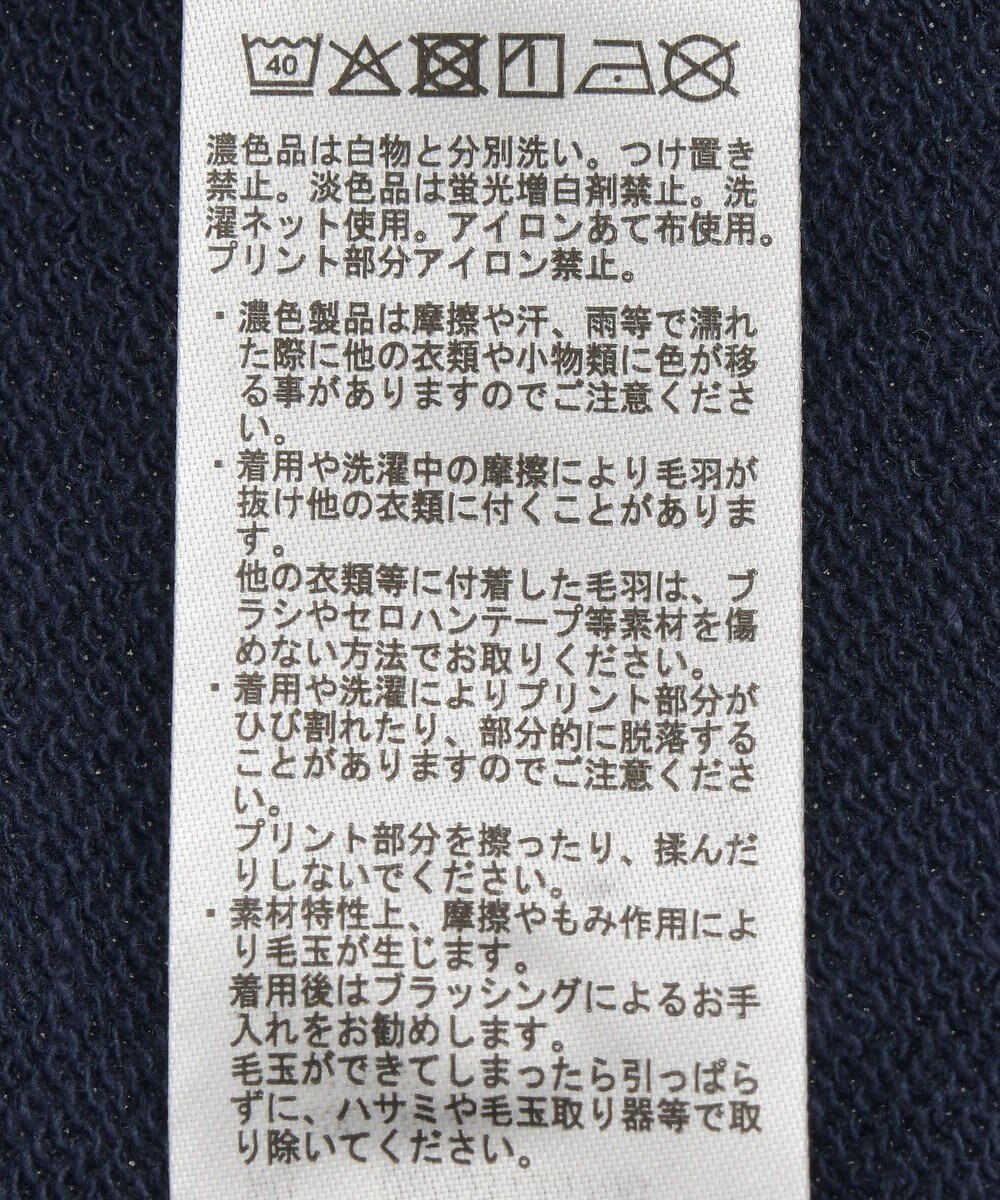 40
濃色品は白物と分別洗い。つけ置き
禁止。淡色品は蛍光増白剤禁止。洗
濯ネット使用。アイロンあて布使用。
プリント部分アイロン禁止。
・濃色製品は摩擦や汗、雨等で濡れ
た際に他の衣類や小物類に色が移
る事がありますのでご注意くださ
い。
・着用や洗濯中の摩擦により毛羽が
抜け他の衣類に付くことがありま
す。
他の衣類等に付着した毛羽は、ブ
ラシやセロハンテープ等素材を傷
めない方法でお取りください。
・着用や洗濯によりプリント部分が
ひび割れたり、部分的に脱落する
ことがありますのでご注意くださ
い。
プリント部分を擦ったり、揉んだ
りしないでください。
・素材特性上、摩擦やもみ作用によ
り毛玉が生じます。
着用後はブラッシングによるお手
入れをお勧めします。
毛玉ができてしまったら引っぱら
ずに、ハサミや毛玉取り器等で取
り除いてください。